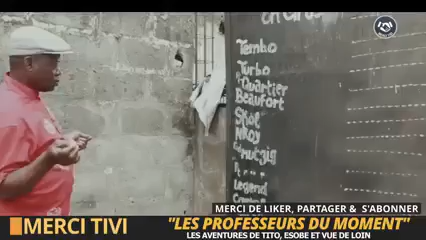 Tembo
Turbo
"Quartier
Beaufort
Skol
NKOY
mutzig
Legend
MERCI DE LIKER, PARTAGER & S'ABONNER
MERCI TIVI
"LES PROFESSEURS DU MOMENT"
LES AVENTURES DE TITO, ESOBE ET VUE DE LOIN